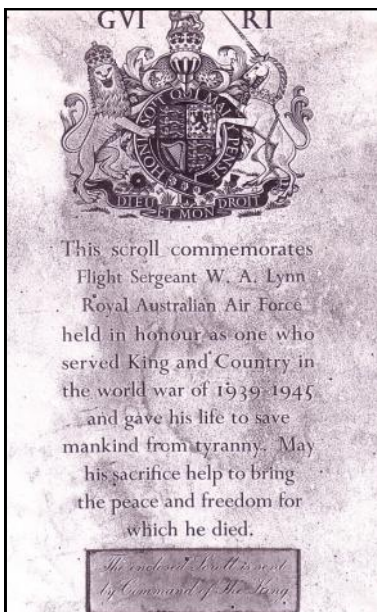 GVI RI
HONI SOIT QUI MAL Y PENSE
DIEU ET MON DROIT
This scroll commemorates
Flight Sergeant W. A. Lynn
Royal Australian Air Force
held in honour as one who
served King and Country in
the world war of 1939-1945
and gave his life to save
mankind from tyranny. May
his sacrifice help to bring
the peace and freedom for
which he died.
The enclosed Scroll is sent
by Command of The King